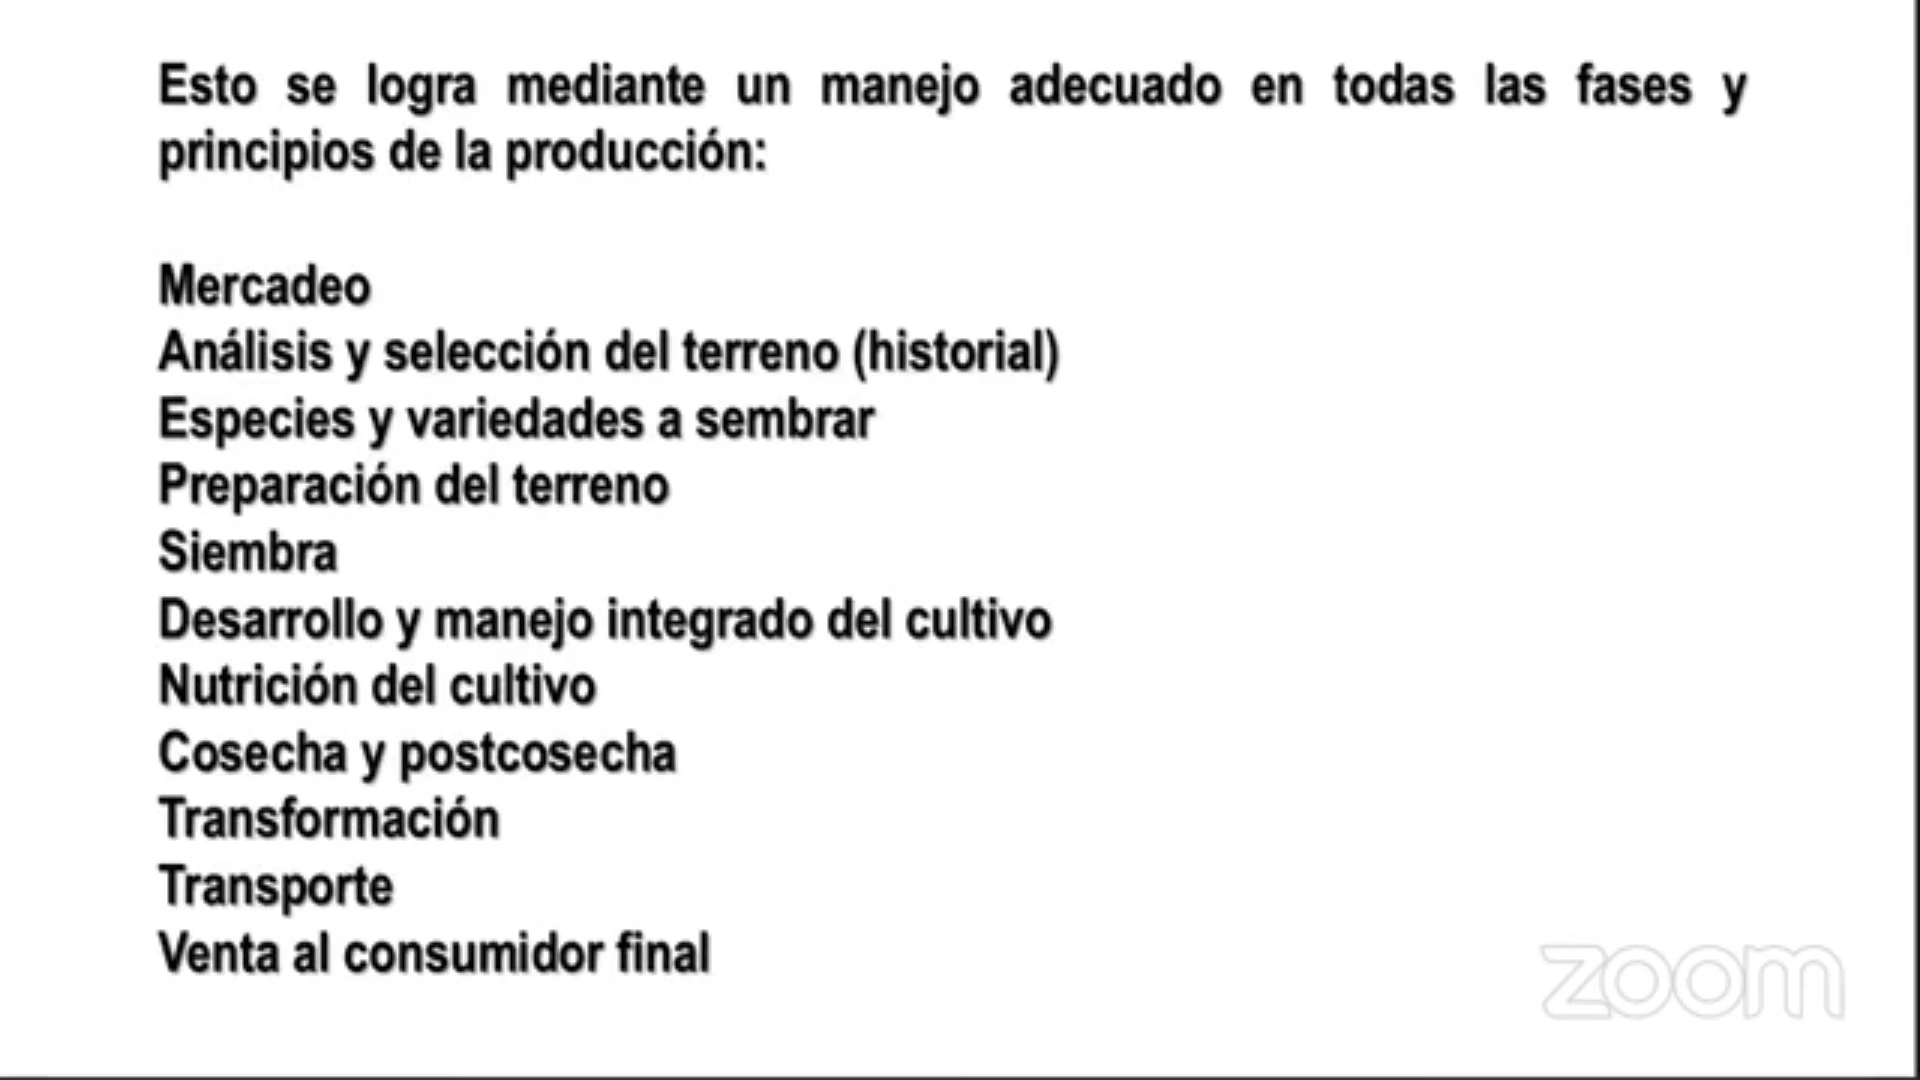 Esto se logra mediante un manejo adecuado en todas las fases y
principios de la producción:
Mercadeo
Análisis y selección del terreno (historial)
Especies y variedades a sembrar
Preparación del terreno
Siembra
Desarrollo y manejo integrado del cultivo
Nutrición del cultivo
Cosecha y postcosecha
Transformación
Transporte
Venta al consumidor final
zoom